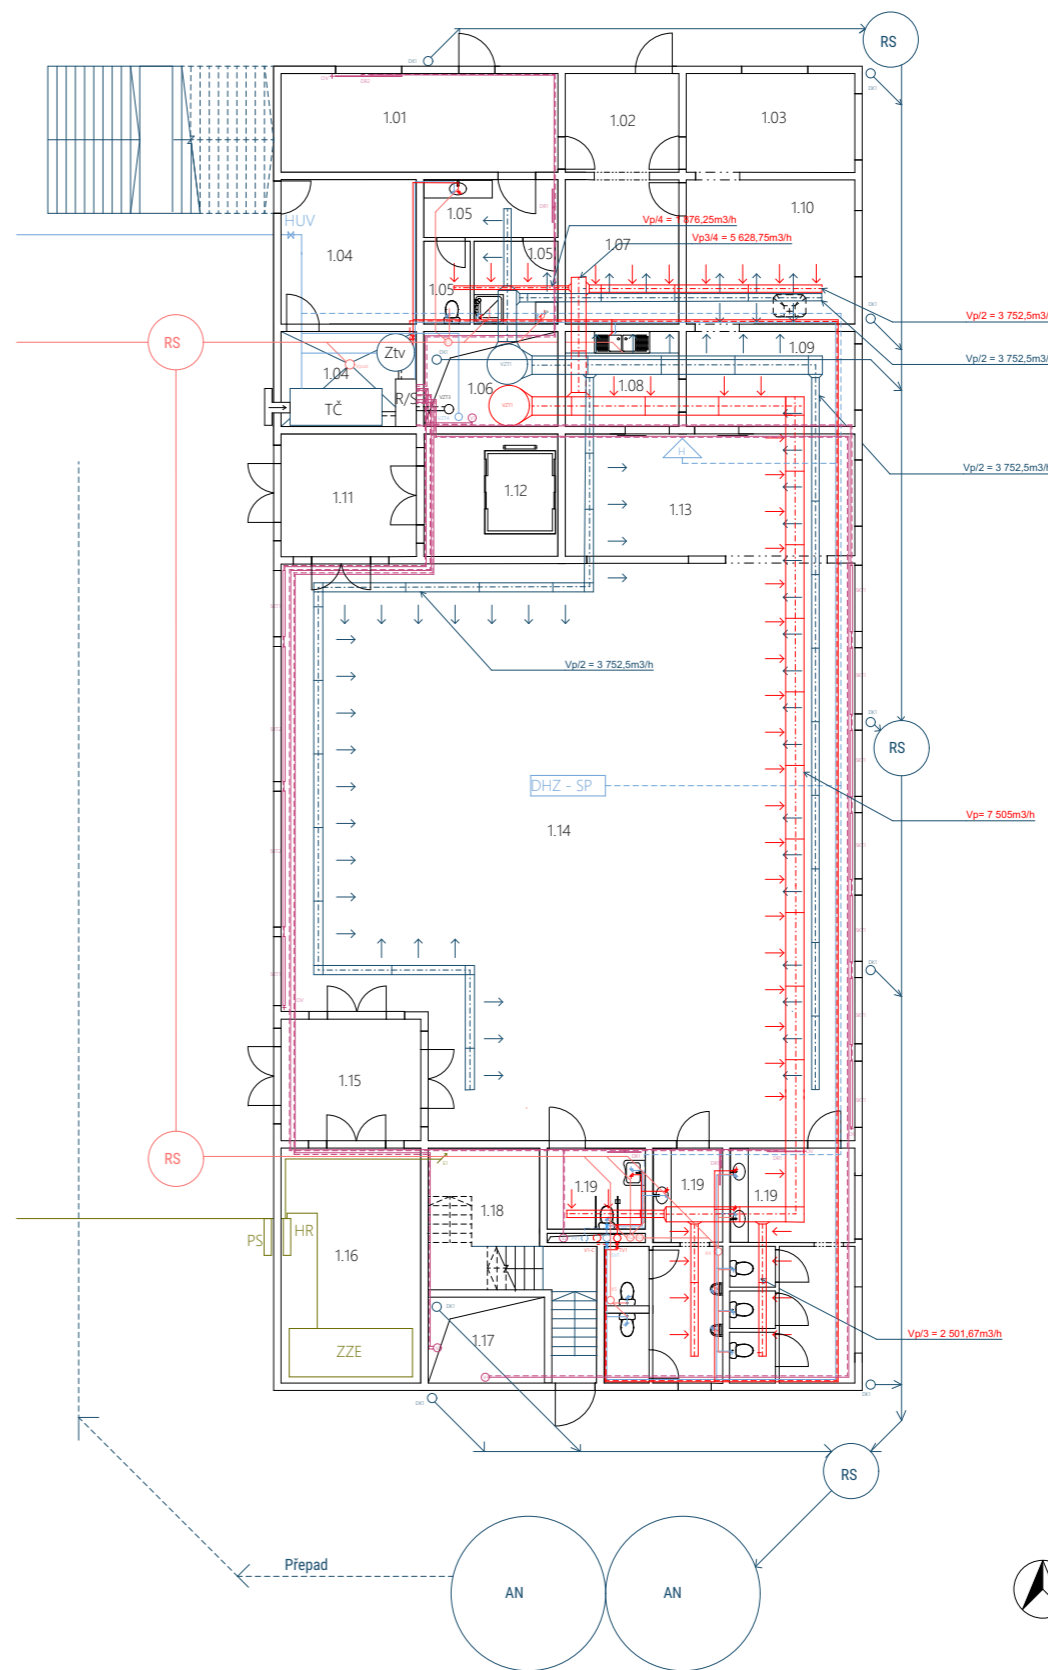 RS
1.01
1.02
1.03
1.05
1.10
HUV
1.04
1.05
1.07
Vp3/4 = 5 628,75m3/h
1.05
Vp/2 = 3 752,5m3/
RS
Ztv
1.09
Vp/2 = 3 752,5m3/
1.04
1.06
1.08
TČ
R/S
H
Vp/2 = 3 752,5m3/h
1.11
1.12
1.13
Vp/2 = 3 752,5m3/h
RS
DHZ - SP
Vp= 7 505m3/h
1.14
1.15
RS
1.19
1.19
1.19
1.18
PS
HR
1.16
1.17
ZZE
Vp/3 = 2 501,67m3/h
RS
Přepad
AN
AN